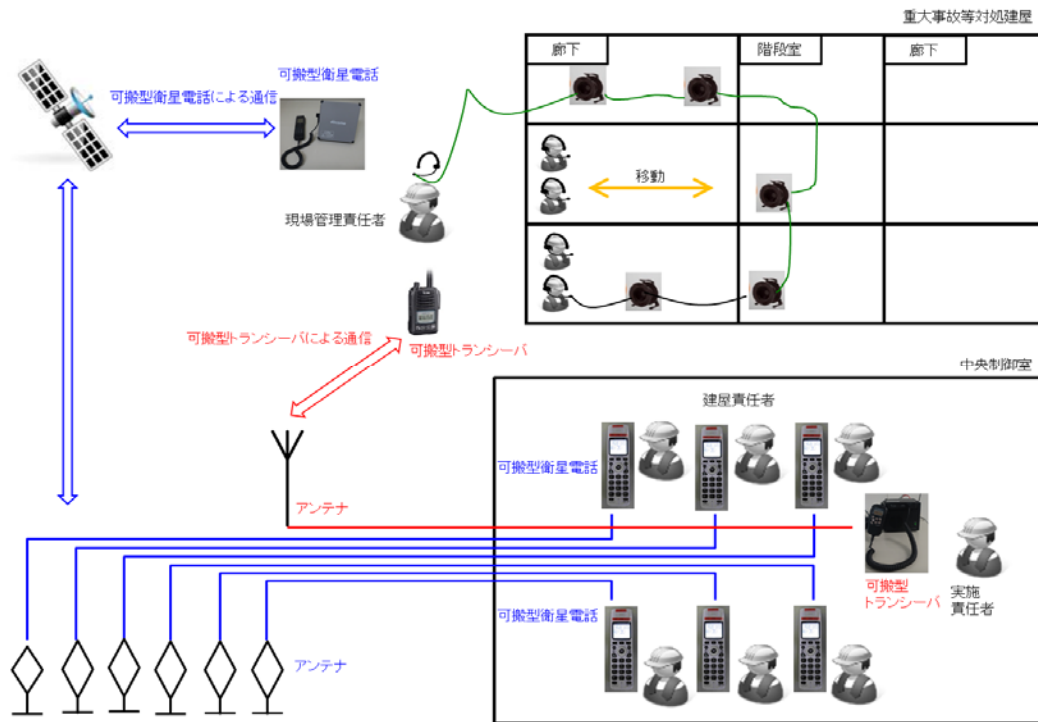 重大事故等対処建屋
廊下
階段室
廊下
可搬型衛星電話
可搬型衛星電話による通信
移動
現場管理責任者
可搬型トランシーバによる通信
可搬型トランシーバ
中央制御室
建屋責任者
可搬型衛星電話
アンテナ
可搬型
トランシーバ
実施
責任者
可搬型衛星電話
アンテナ